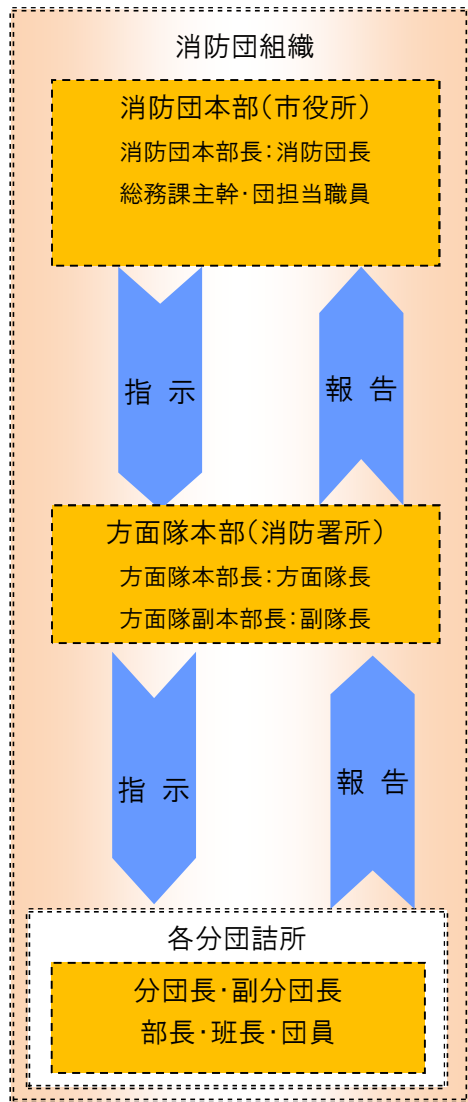 消防団組織
消防団本部(市役所)
消防団本部長:消防団長
総務課主幹・団担当職員
指 示
報 告
方面隊本部(消防署所)
方面隊本部長:方面隊長
方面隊副本部長:副隊長
指 示
報 告
各分団詰所
分団長・副分団長
部長・班長・団員